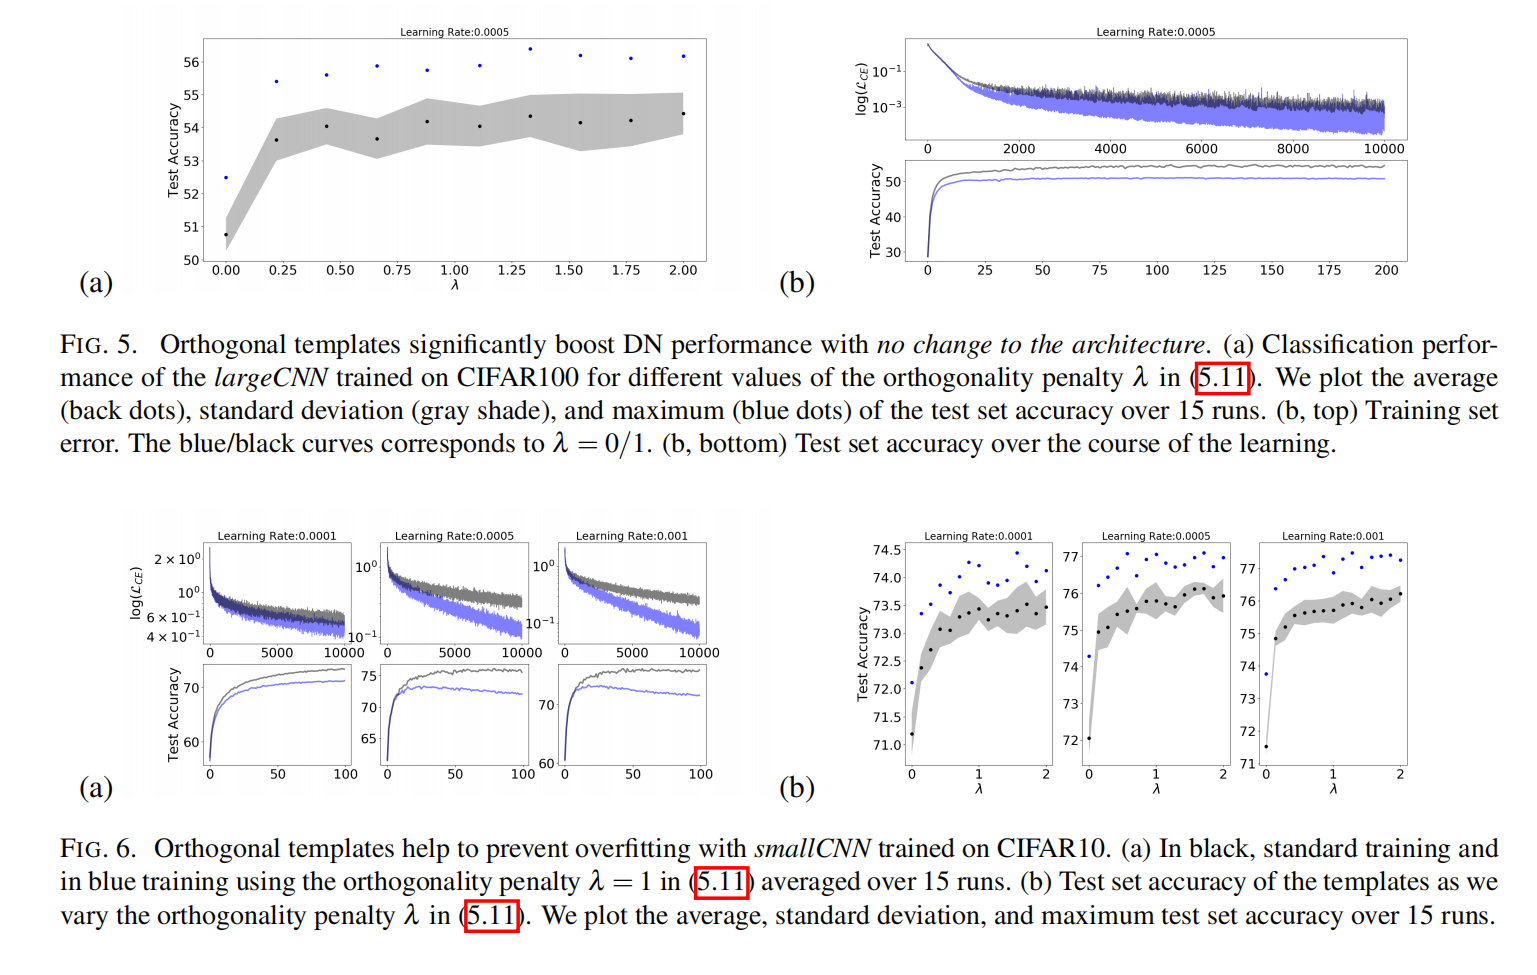 Learning Rate:0.0005
Test Accuracy
56
55
54
53
52
51
50
0.00 0.25 0.50 0.75 1.00 1.25 1.50 1.75 2.00
λ
(a)
Learning Rate:0.0005
log(ℒ_CE)
10⁻¹
10⁻³
0 2000 4000 6000 8000 10000
Test Accuracy
50
40
30
0 25 50 75 100 125 150 175 200
(b)
FIG. 5. Orthogonal templates significantly boost DN performance with no change to the architecture. (a) Classification perfor-
mance of the largeCNN trained on CIFAR100 for different values of the orthogonality penalty λ in (5.11). We plot the average
(back dots), standard deviation (gray shade), and maximum (blue dots) of the test set accuracy over 15 runs. (b, top) Training set
error. The blue/black curves corresponds to λ = 0/1. (b, bottom) Test set accuracy over the course of the learning.
Learning Rate:0.0001 Learning Rate:0.0005 Learning Rate:0.001
log(ℒ_CE)
2 × 10⁰
10⁰
6 × 10⁻¹
4 × 10⁻¹
0 5000 10000
10⁰
10⁻¹
0 5000 10000
10⁰
10⁻¹
0 5000 10000
Test Accuracy
70
60
0 50 100
75
70
65
0 50 100
70
60
0 50 100
(a)
Learning Rate:0.0001 Learning Rate:0.0005 Learning Rate:0.001
Test Accuracy
74.5
74.0
73.5
73.0
72.5
72.0
71.5
71.0
0 1 2
λ
77
76
75
74
73
72
0 1 2
λ
77
76
75
74
73
72
71
0 1 2
λ
(b)
FIG. 6. Orthogonal templates help to prevent overfitting with smallCNN trained on CIFAR10. (a) In black, standard training and
in blue training using the orthogonality penalty λ = 1 in (5.11) averaged over 15 runs. (b) Test set accuracy of the templates as we
vary the orthogonality penalty λ in (5.11). We plot the average, standard deviation, and maximum test set accuracy over 15 runs.